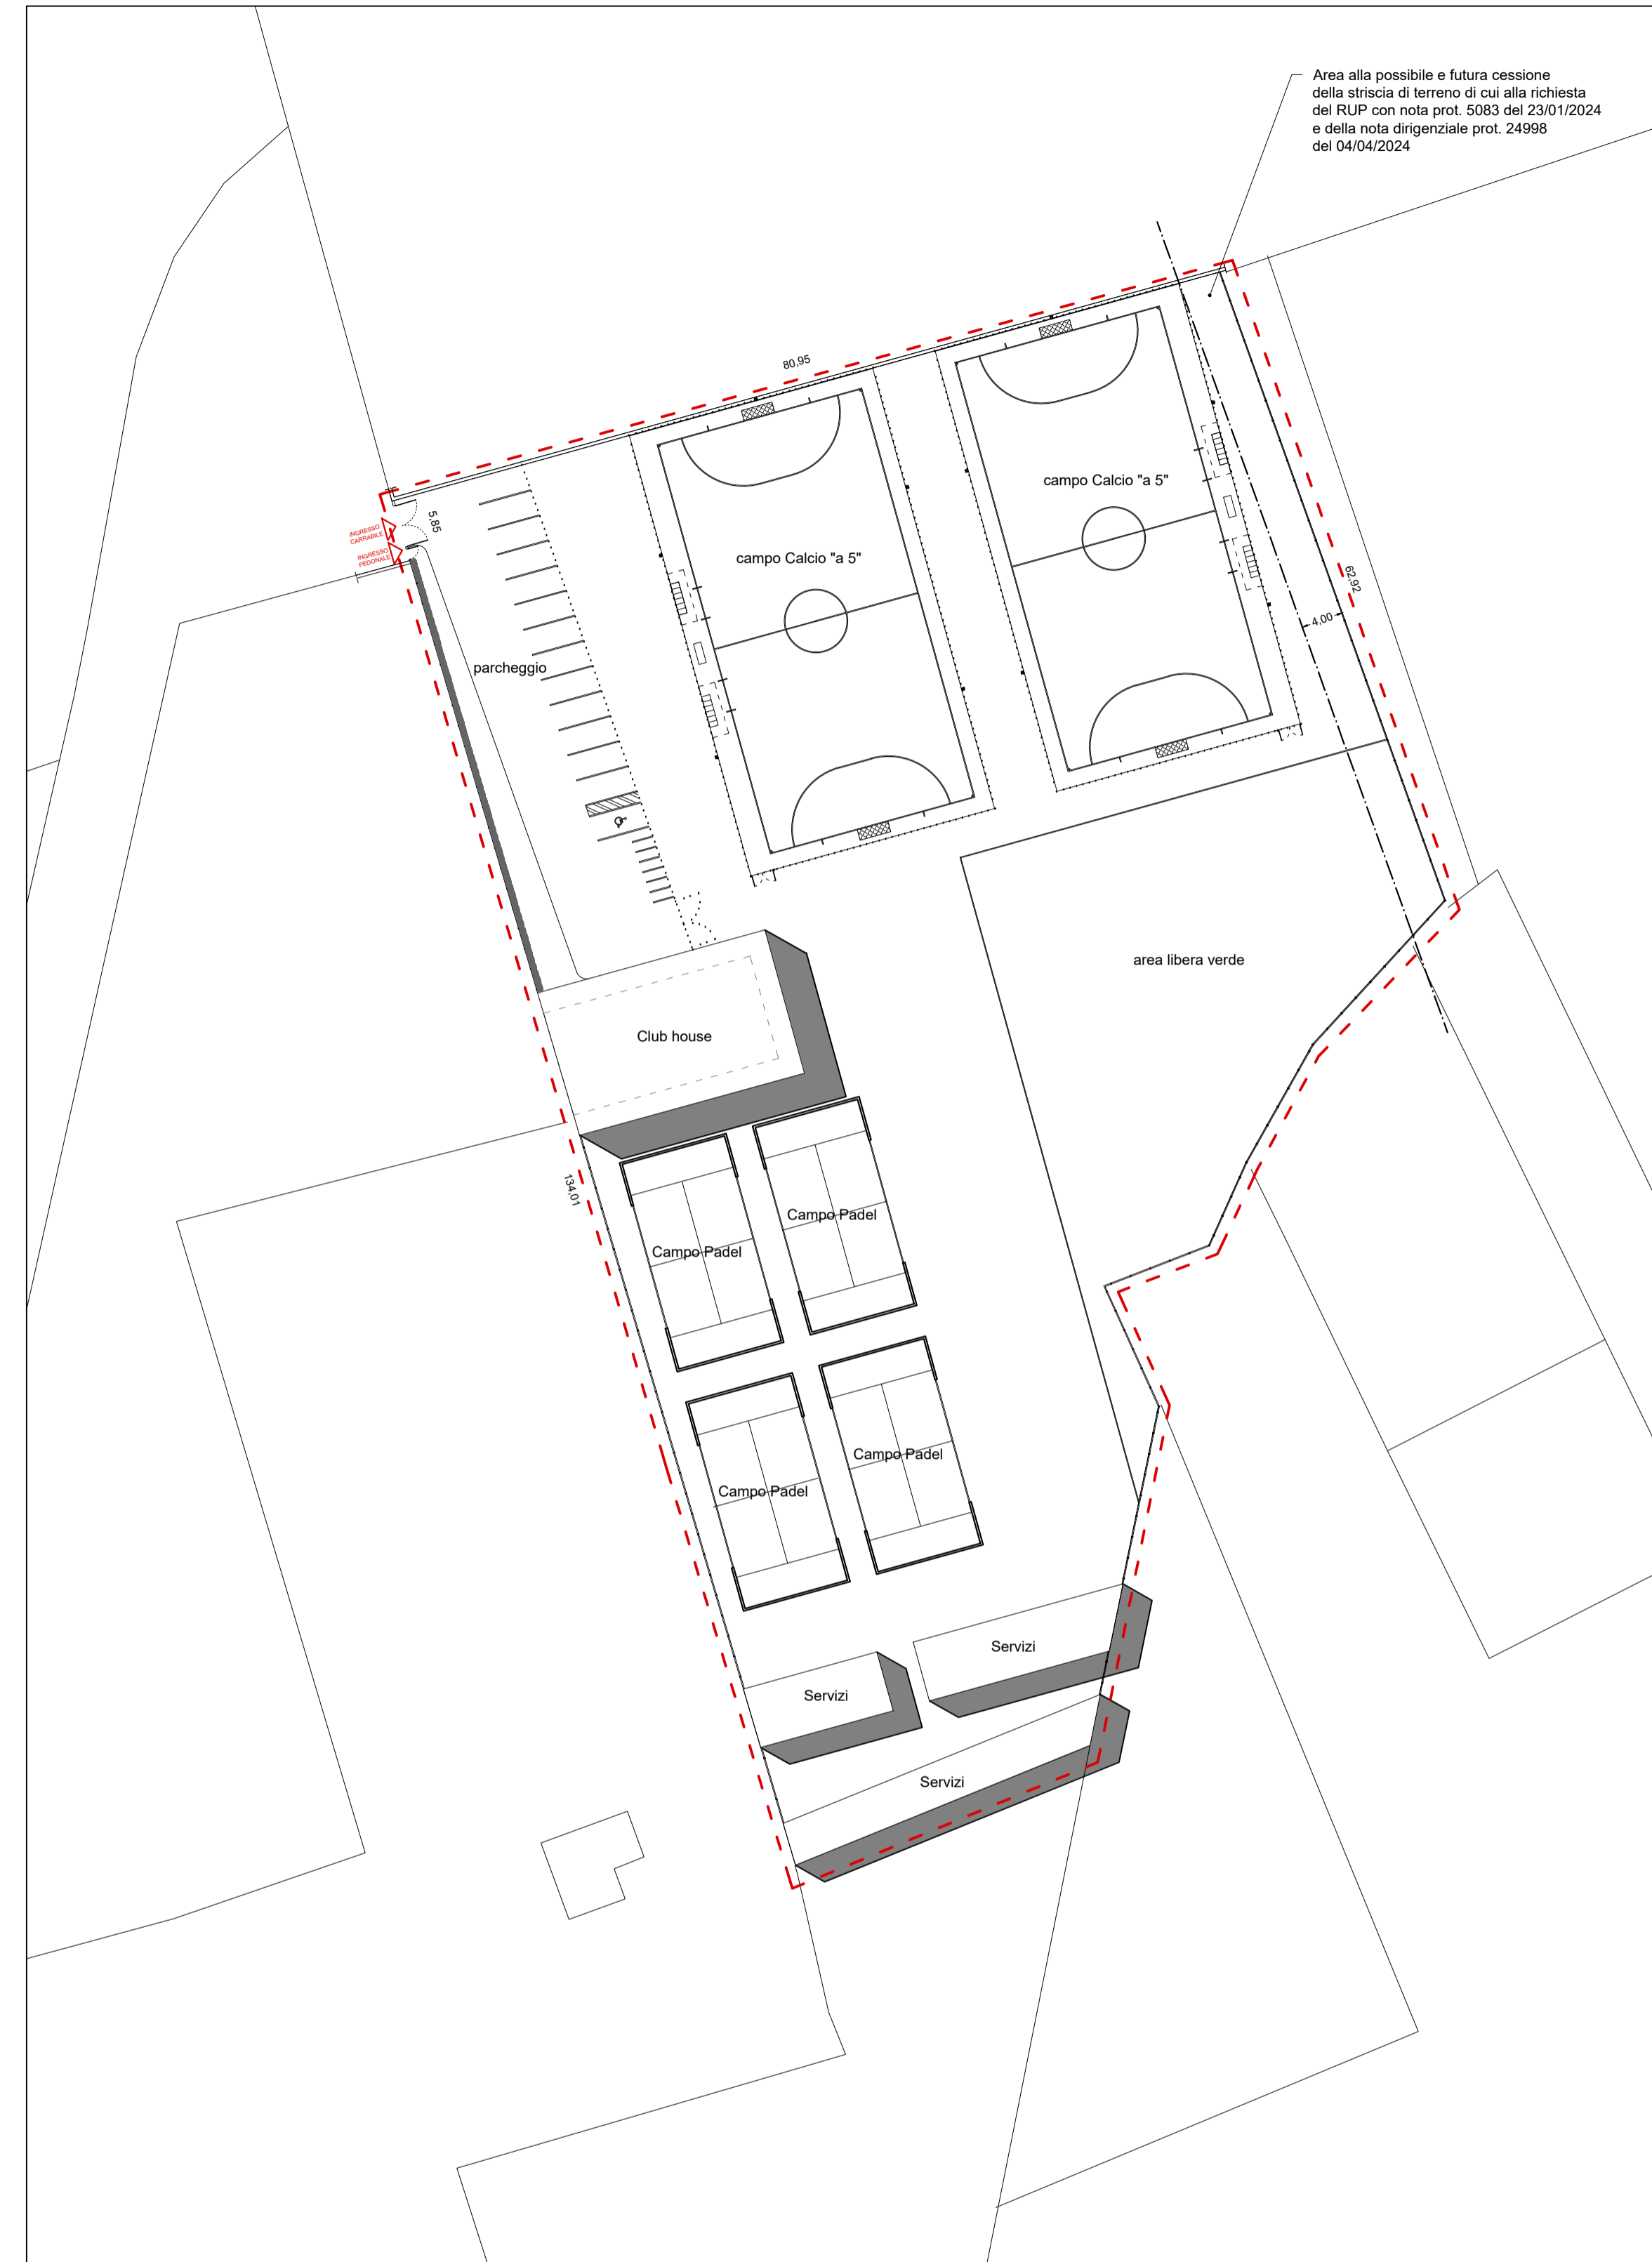 Area alla possibile e futura cessione
della striscia di terreno di cui alla richiesta
del RUP con nota prot. 5083 del 23/01/2024
e della nota dirigenziale prot. 24998
del 04/04/2024
80,95
campo Calcio "a 5"
INGRESSO
CARRABILE
5,85
INGRESSO
PEDONALE
campo Calcio "a 5"
62,92
4,00
parcheggio
area libera verde
Club house
134,01
Campo Padel
Campo Padel
Campo Padel
Campo Padel
Servizi
Servizi
Servizi